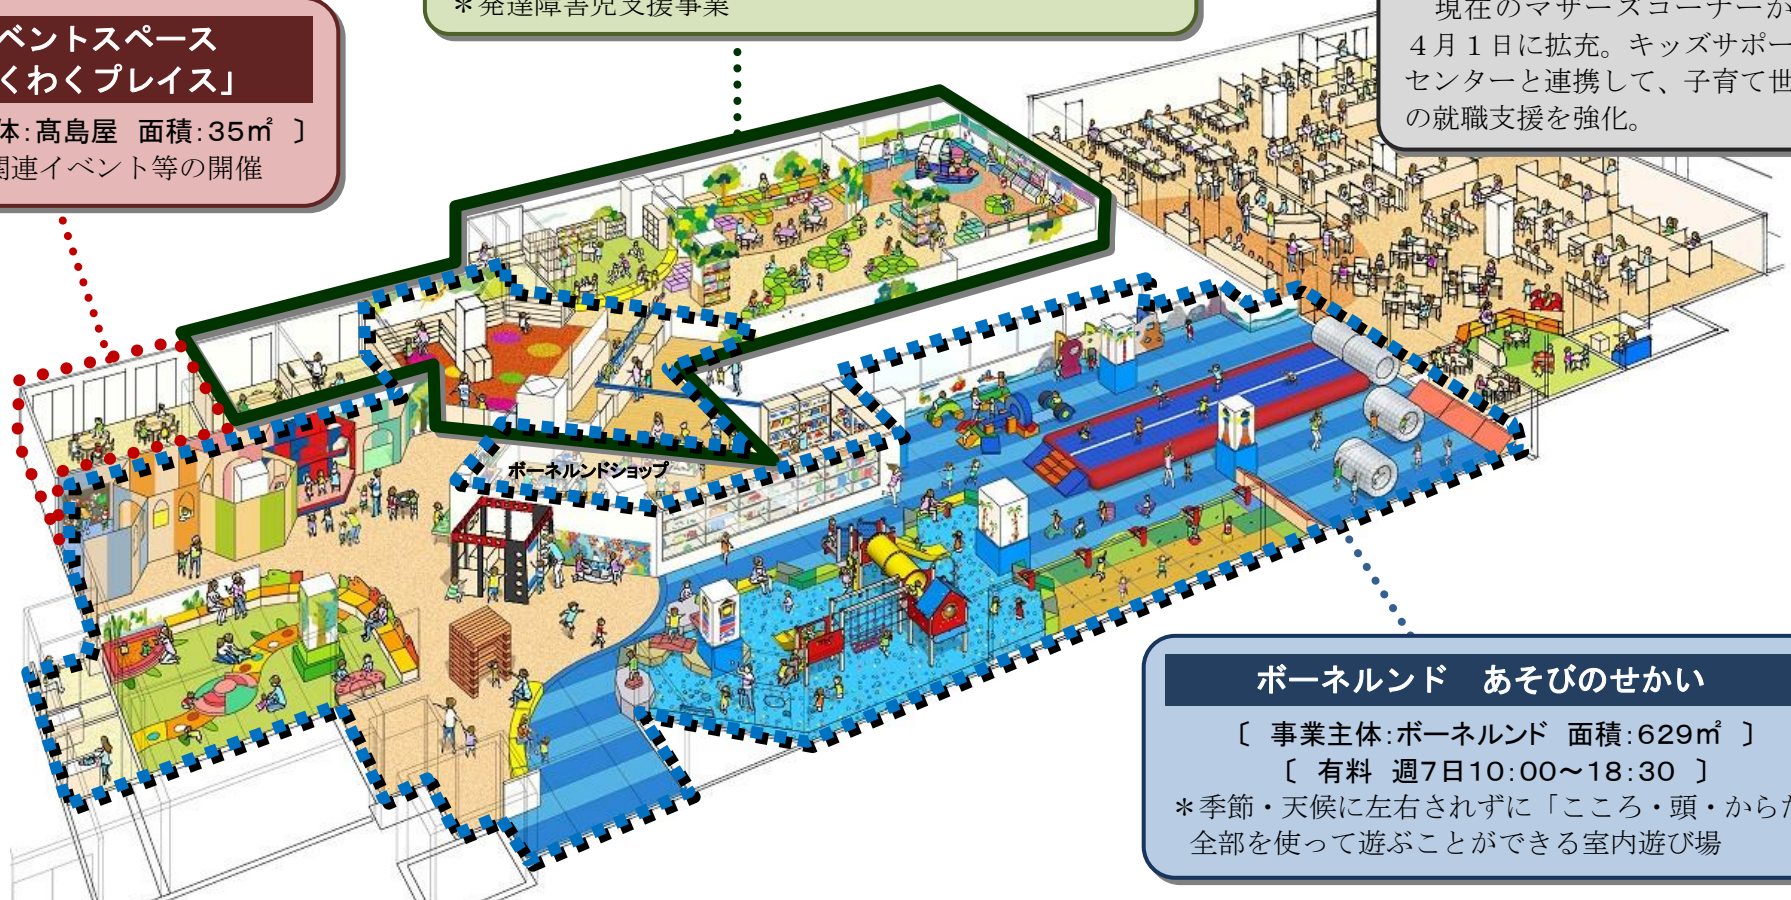 ＊発達障害児支援事業
ベントスペース
くわくプレイス」
体：髙島屋　面積：35㎡　〕
関連イベント等の開催
現在のマザーズコーナーか
４月１日に拡充。キッズサポー
センターと連携して、子育て世
の就職支援を強化。
ボーネルンドショップ
ボーネルンド　あそびのせかい
〔　事業主体：ボーネルンド　面積：629㎡　〕
〔　有料　週7日10：00～18：30　〕
＊季節・天候に左右されずに「こころ・頭・からだ
全部を使って遊ぶことができる室内遊び場